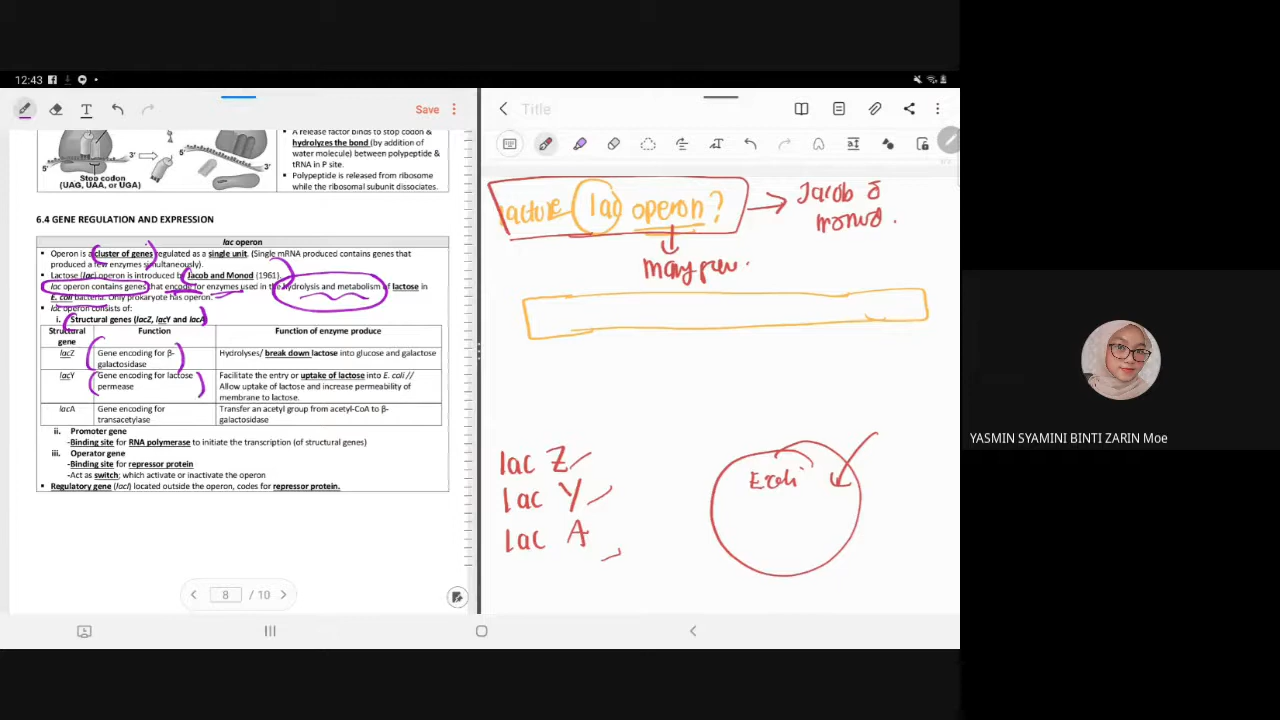 12:43
Save
Title
A release factor binds to stop codon &
hydrolyzes the bond (by addition of
water molecule) between polypeptide &
tRNA in P site.
Polypeptide is released from ribosome
while the ribosomal subunit dissociates.
3'
5'
3'
5'
Stop codon
(UAG, UAA, or UGA)
6.4 GENE REGULATION AND EXPRESSION
lac operon
Operon is a cluster of genes regulated as a single unit. (Single mRNA produced contains genes that
produced a few enzymes simultaneously).
Lactose (lac) operon is introduced by Jacob and Monod (1961).
lac operon contains genes that encode for enzymes used in the hydrolysis and metabolism of lactose in
E. coli bacteria. Only prokaryote has operon.
lac operon consists of:
i. Structural genes (lacZ, lacY and lacA)
Structural gene Function Function of enzyme produce
lacZ Gene encoding for β-galactosidase Hydrolyses/ break down lactose into glucose and galactose
lacY Gene encoding for lactose permease Facilitate the entry or uptake of lactose into E. coli //
Allow uptake of lactose and increase permeability of
membrane to lactose.
lacA Gene encoding for transacetylase Transfer an acetyl group from acetyl-CoA to β-galactosidase
ii. Promoter gene
-Binding site for RNA polymerase to initiate the transcription (of structural genes)
iii. Operator gene
-Binding site for repressor protein
-Act as switch; which activate or inactivate the operon
Regulatory gene (lacI) located outside the operon, codes for repressor protein.
8 / 10
lac operon?
Jacob &
monod.
many
lac Z
lac Y
lac A
E coli
YASMIN SYAMINI BINTI ZARIN Moe